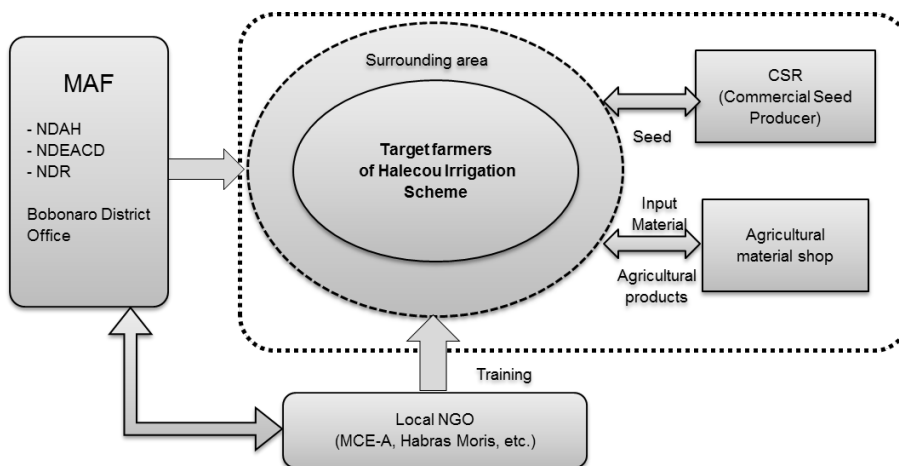 MAF
- NDAH
- NDEACD
- NDR
Bobonaro District
Office
Surrounding area
Target farmers
of Halecou Irrigation
Scheme
CSR
(Commercial Seed
Producer)
Seed
Input
Material
Agricultural
products
Agricultural
material shop
Training
Local NGO
(MCE-A, Habras Moris, etc.)